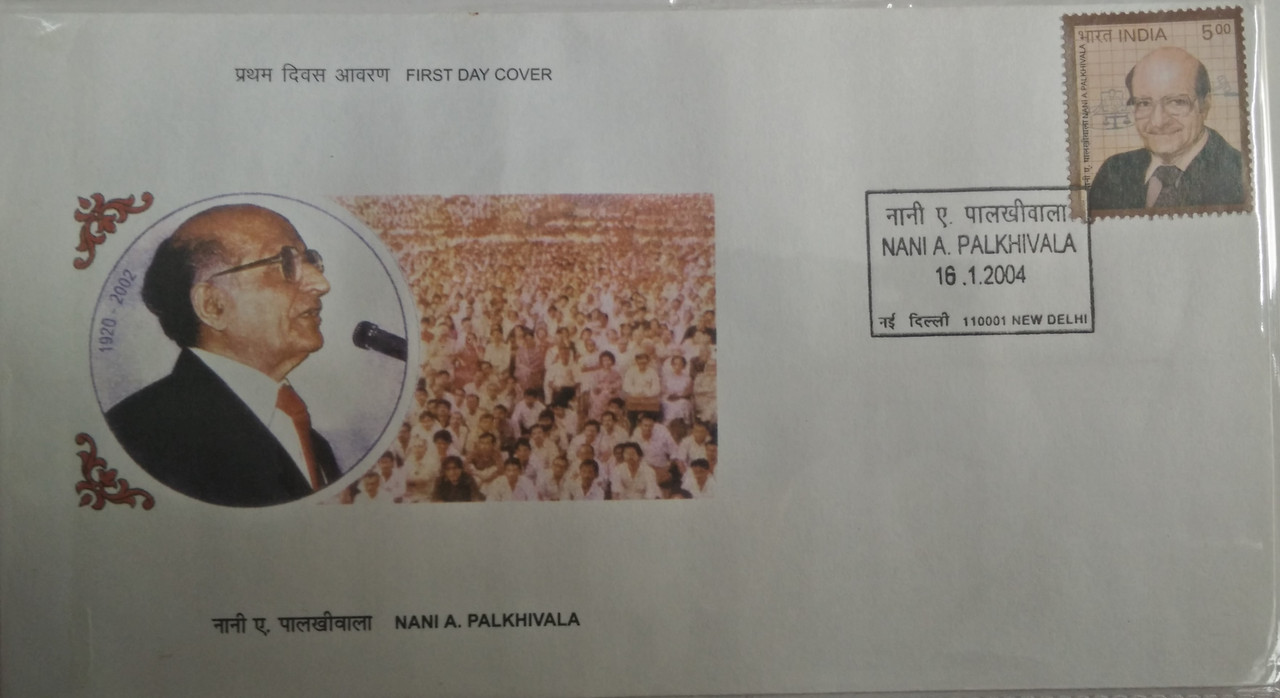 प्रथम दिवस आवरण FIRST DAY COVER
भारत INDIA 5.00
नानी ए. पालखीवाला NANI A. PALKHIVALA
नानी ए. पालखीवाला
NANI A. PALKHIVALA
16.1.2004
नई दिल्ली 110001 NEW DELHI
1920 - 2002
नानी ए. पालखीवाला NANI A. PALKHIVALA